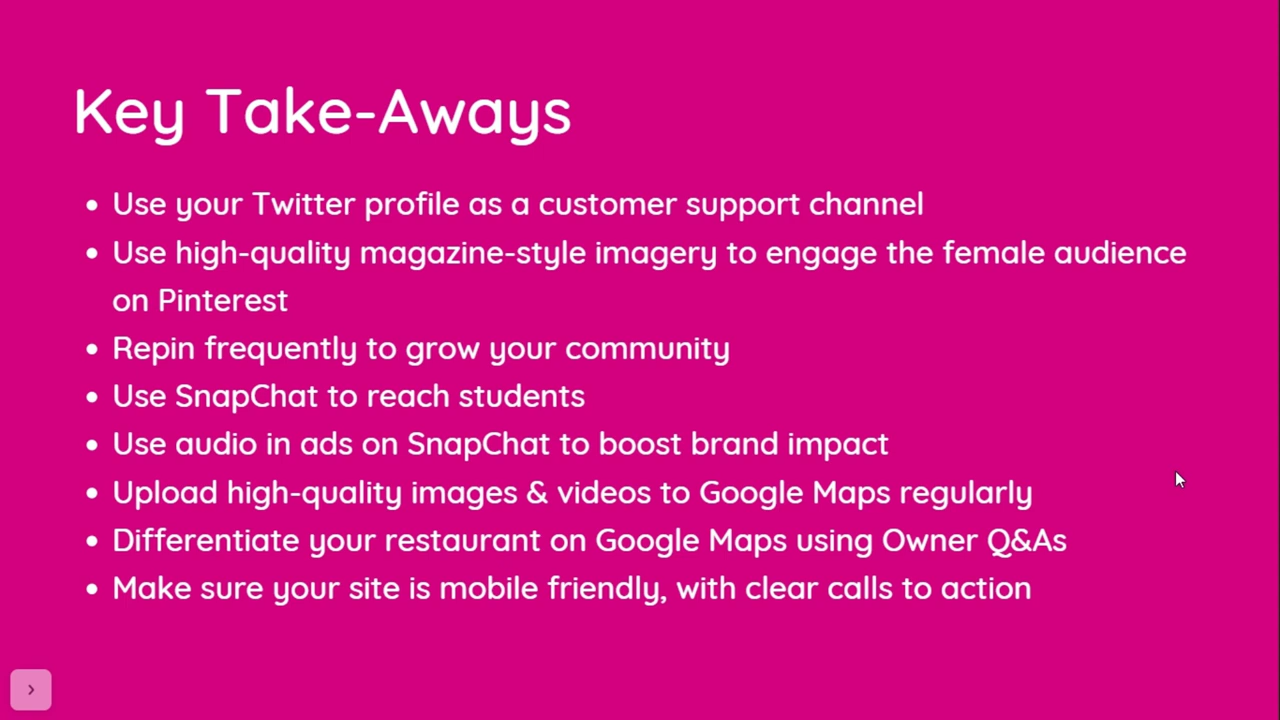 Key Take-Aways
• Use your Twitter profile as a customer support channel
• Use high-quality magazine-style imagery to engage the female audience
on Pinterest
• Repin frequently to grow your community
• Use SnapChat to reach students
• Use audio in ads on SnapChat to boost brand impact
• Upload high-quality images & videos to Google Maps regularly
• Differentiate your restaurant on Google Maps using Owner Q&As
• Make sure your site is mobile friendly, with clear calls to action